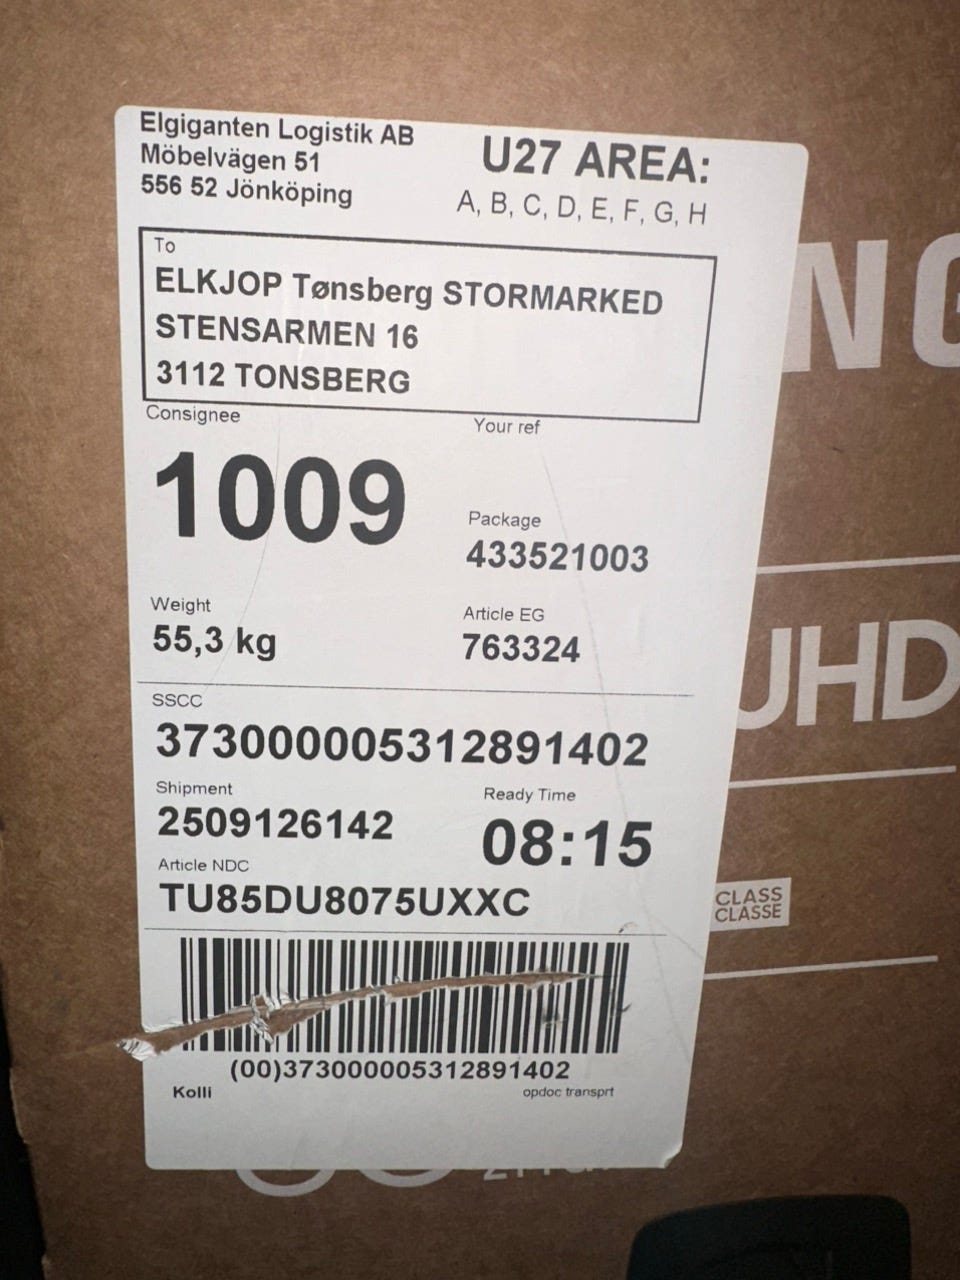 Elgiganten Logistik AB
Möbelvägen 51
556 52 Jönköping
U27 AREA:
A, B, C, D, E, F, G, H
To
ELKJOP Tønsberg STORMARKED
STENSARMEN 16
3112 TONSBERG
Consignee
Your ref
1009
Package
433521003
Weight
Article EG
55,3 kg
763324
SSCC
373000005312891402
Shipment
Ready Time
2509126142
08:15
Article NDC
TU85DU8075UXXC
(00)373000005312891402
Kolli
opdoc transprt
NG
UHD
CLASS
CLASSE